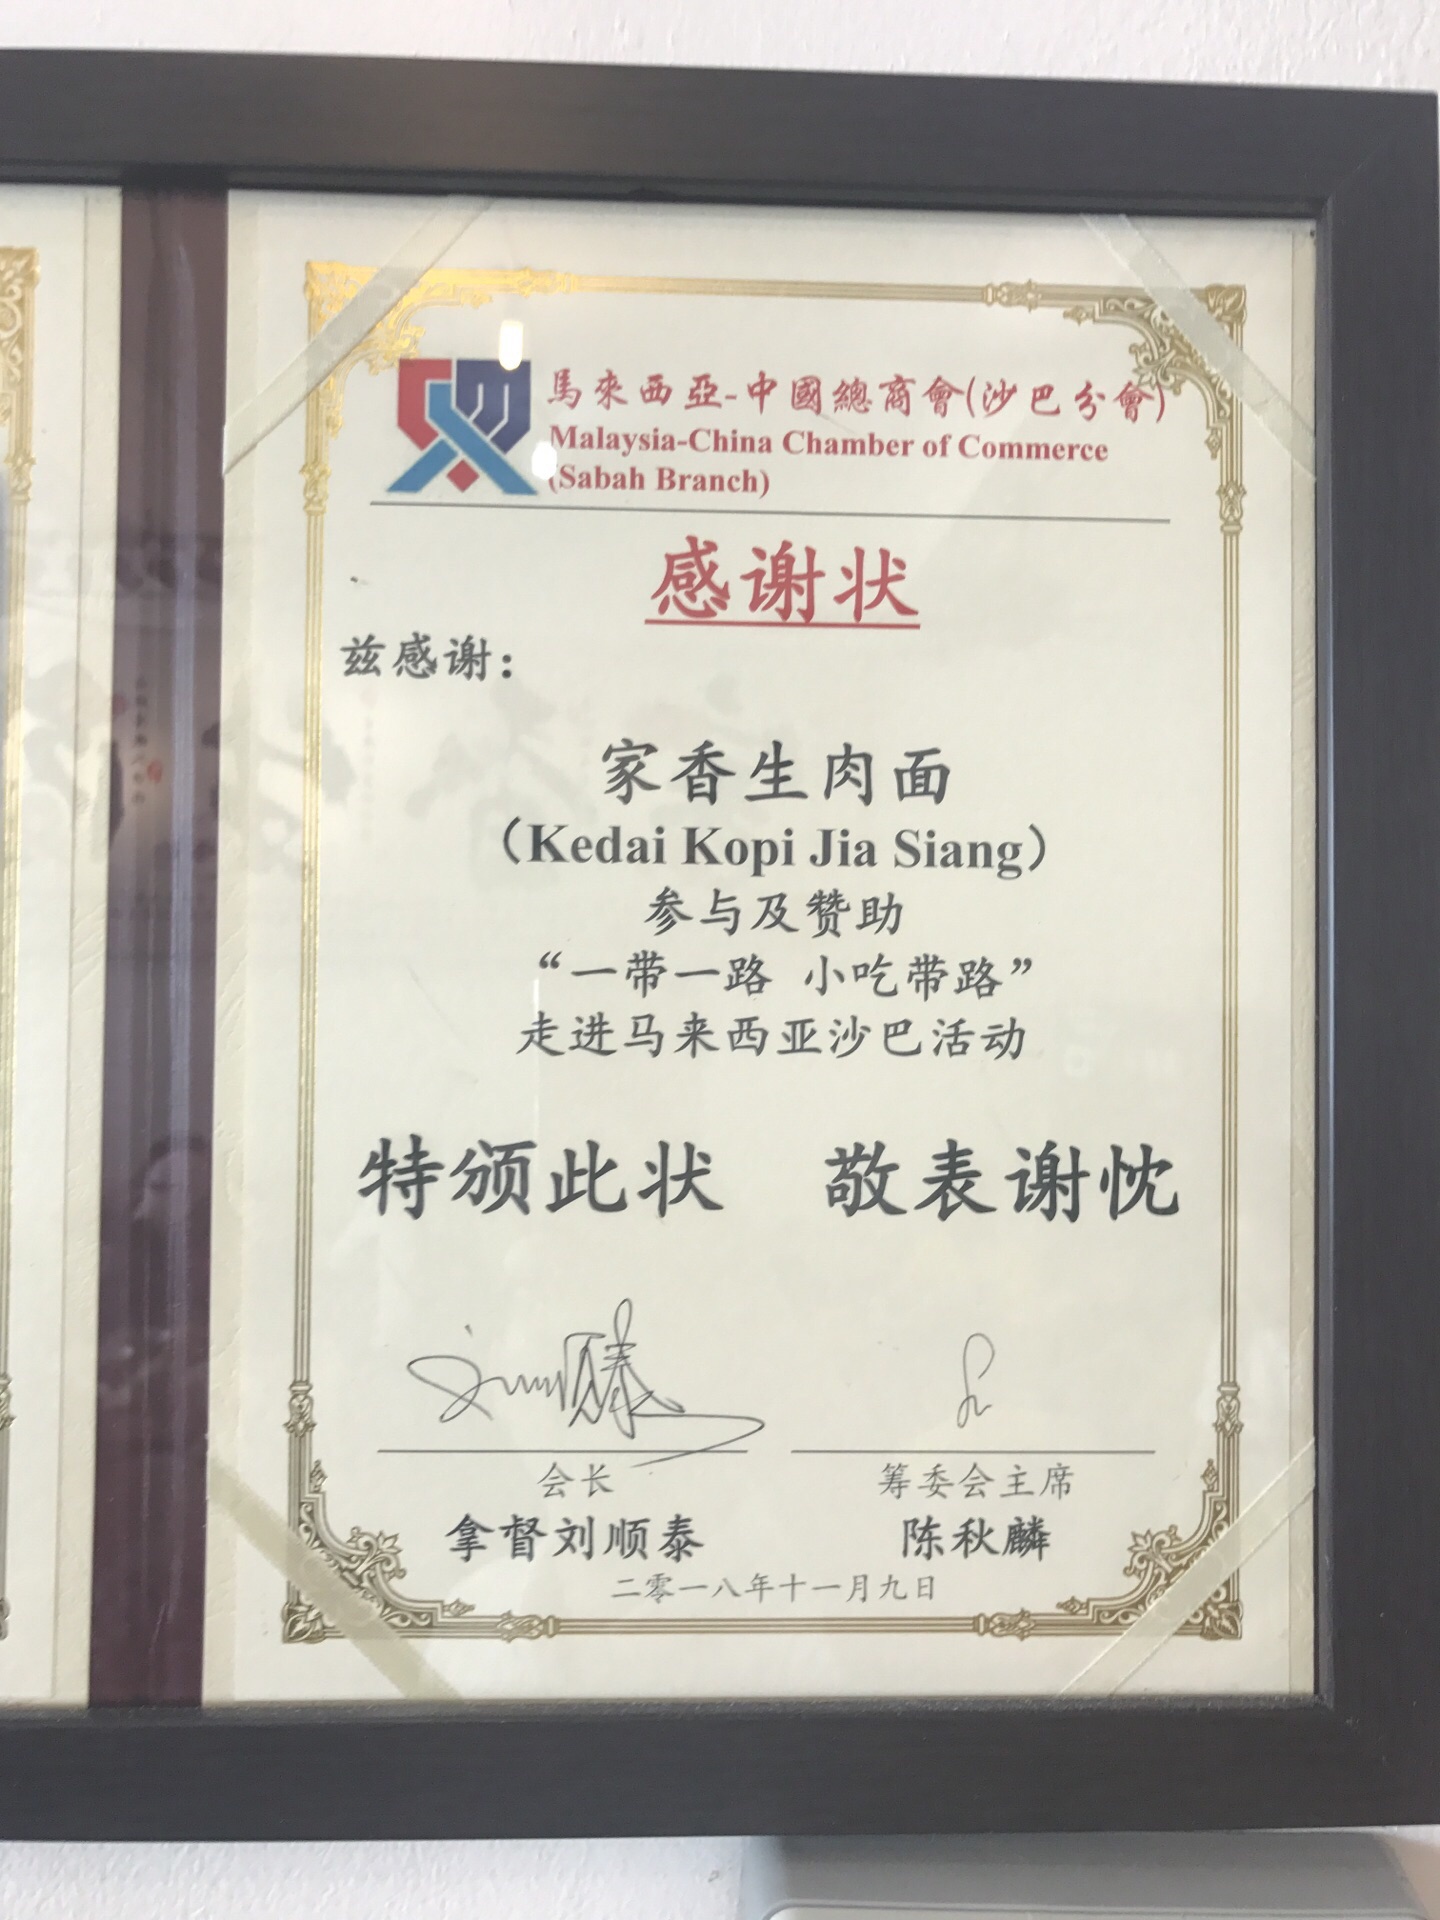 馬來西亞-中國總商會(沙巴分會)
Malaysia-China Chamber of Commerce
(Sabah Branch)
感谢状
兹感谢：
家香生肉面
（Kedai Kopi Jia Siang）
参与及赞助
“一带一路 小吃带路”
走进马来西亚沙巴活动
特颁此状 敬表谢忱
会长 筹委会主席
拿督刘顺泰 陈秋麟
二零一八年十一月九日